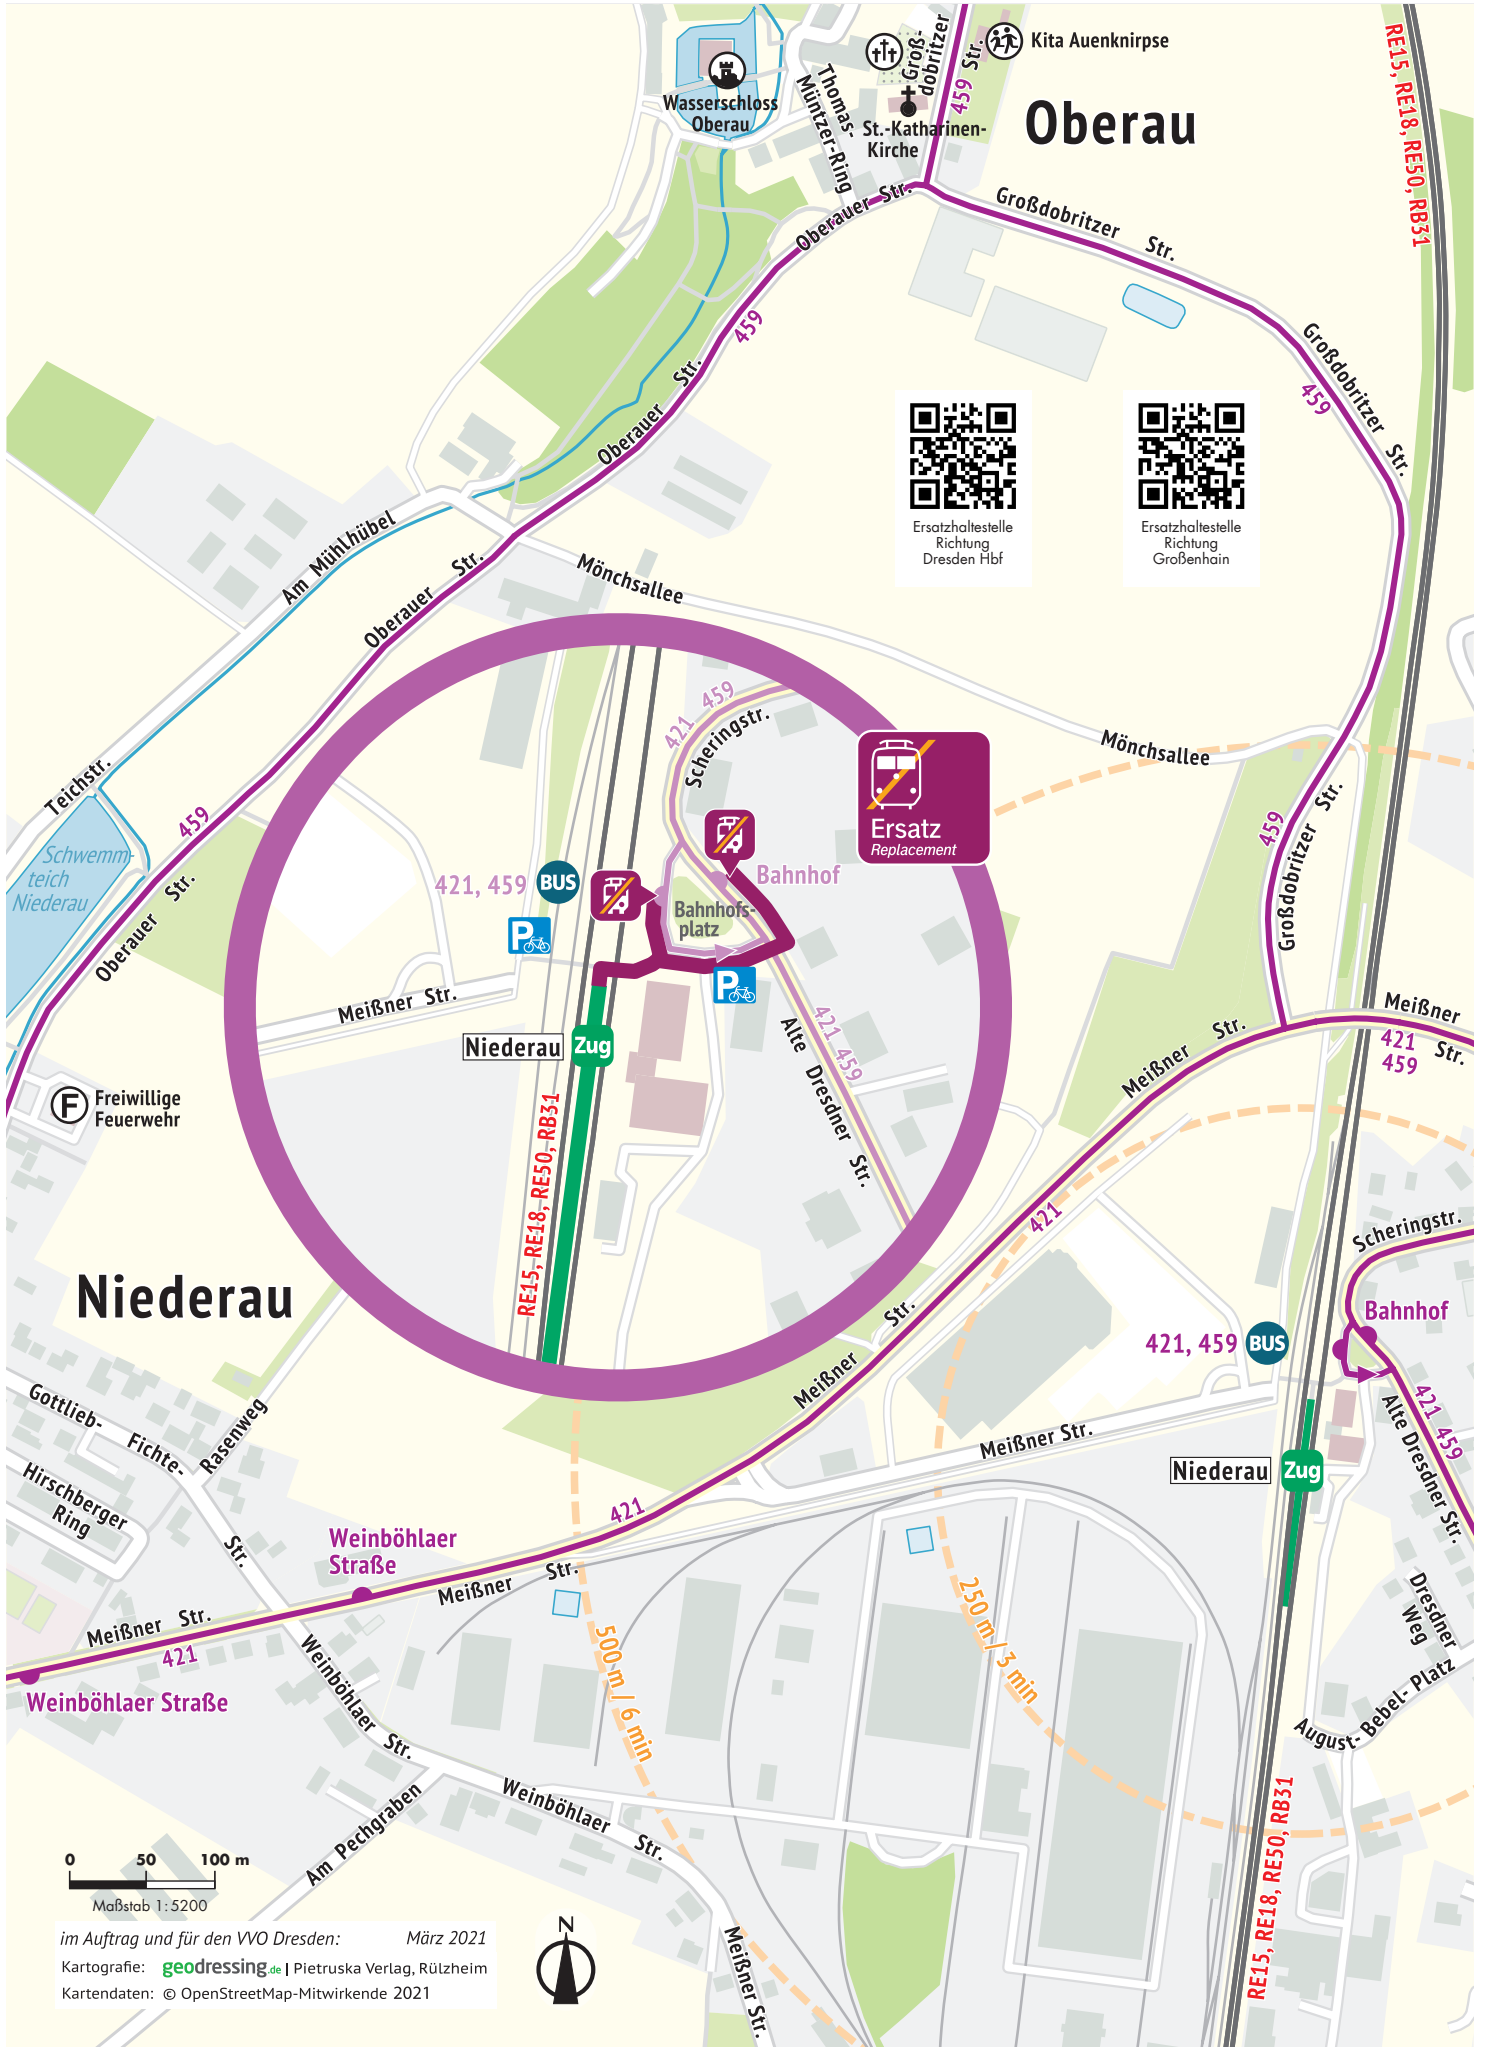 Kita Auenknirpse
Groß-
dobritzer
Str.
459
Oberau
Wasserschloss
Oberau
Thomas-
Müntzer-Ring
St.-Katharinen-
Kirche
RE15, RE18, RE50, RB31
Oberauer Str.
Großdobritzer Str.
459
Großdobritzer Str.
459
Oberauer Str.
Ersatzhaltestelle
Richtung
Dresden Hbf
Ersatzhaltestelle
Richtung
Großenhain
Am Mühlhübel
Oberauer Str.
Mönchsallee
Mönchsallee
Teichstr.
459
Schwemm-
teich
Niederau
Oberauer Str.
421 459
Scheringstr.
Ersatz
Replacement
421, 459 BUS
Bahnhof
Bahnhofs-
platz
P
P
Meißner Str.
Niederau Zug
Alte Dresdner Str.
421 459
RE15, RE18, RE50, RB31
459
Großdobritzer Str.
Meißner Str.
421
459
Meißner Str.
421
F Freiwillige
Feuerwehr
Niederau
Scheringstr.
Bahnhof
421, 459 BUS
421 459
Alte Dresdner Str.
Niederau Zug
Meißner Str.
Meißner Str.
421
Gottlieb-
Fichte-
Str.
Rasenweg
Hirschberger
Ring
Weinböhlaer
Straße
Meißner Str.
Meißner Str.
421
Weinböhlaer Straße
Weinböhlaer Str.
500 m / 6 min
250 m / 3 min
Dresdner
Weg
August-Bebel-Platz
Weinböhlaer Str.
Am Pechgraben
RE15, RE18, RE50, RB31
Meißner Str.
0 50 100 m
Maßstab 1:5200
im Auftrag und für den VVO Dresden: März 2021
Kartografie: geodressing.de | Pietruska Verlag, Rülzheim
Kartendaten: © OpenStreetMap-Mitwirkende 2021
N